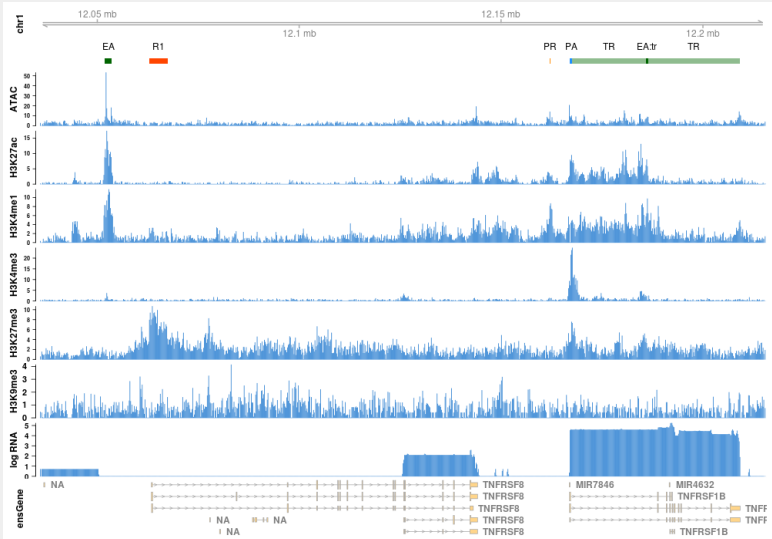 chr1
12.05 mb 12.15 mb
12.1 mb 12.2 mb
EA R1 PR PA TR EA:tr TR
ATAC
50
40
30
20
10
0
H3K27ac
15
10
5
0
H3K4me1
10
8
6
4
2
0
H3K4me3
20
10
5
0
H3K27me3
10
8
6
4
2
0
H3K9me3
4
3
2
1
0
log RNA
5
4
3
2
1
0
ensGene
NA TNFRSF8 MIR7846 MIR4632
TNFRSF8 TNFRSF1B
TNFRSF8 TNFF
NA NA TNFRSF8 TNFF
NA TNFRSF8 TNFRSF1B